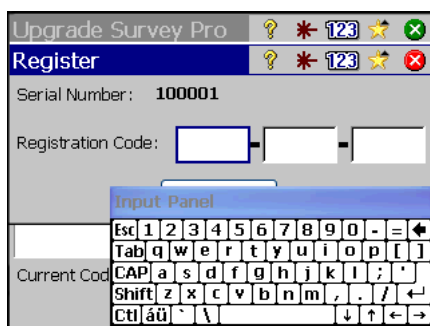 Upgrade Survey Pro ? 123
Register ? 123
Serial Number: 100001
Registration Code: - -
Input Panel
Esc 1 2 3 4 5 6 7 8 9 0 - =
Tab q w e r t y u i o p [ ]
Current Cod
CAP a s d f g h j k l ; '
Shift z x c v b n m , . /
Ctl áü ` \